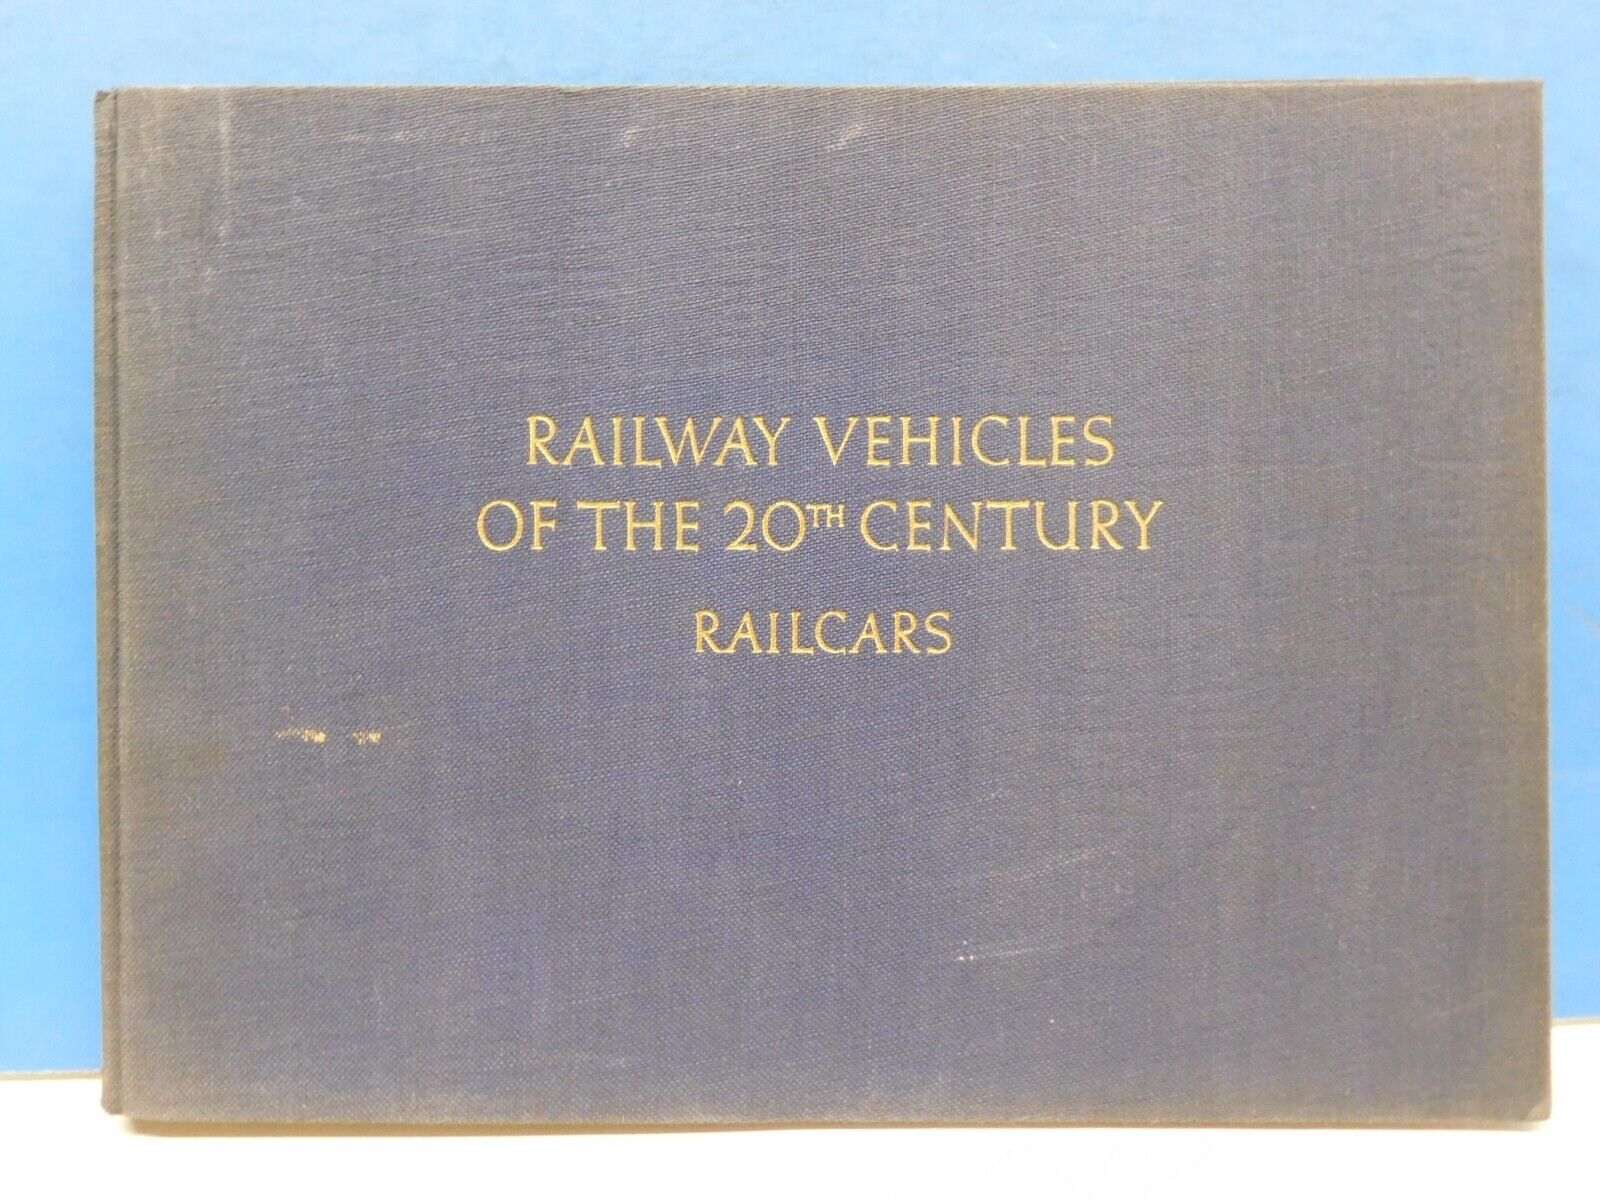 RAILWAY VEHICLES
OF THE 20TH CENTURY
RAILCARS